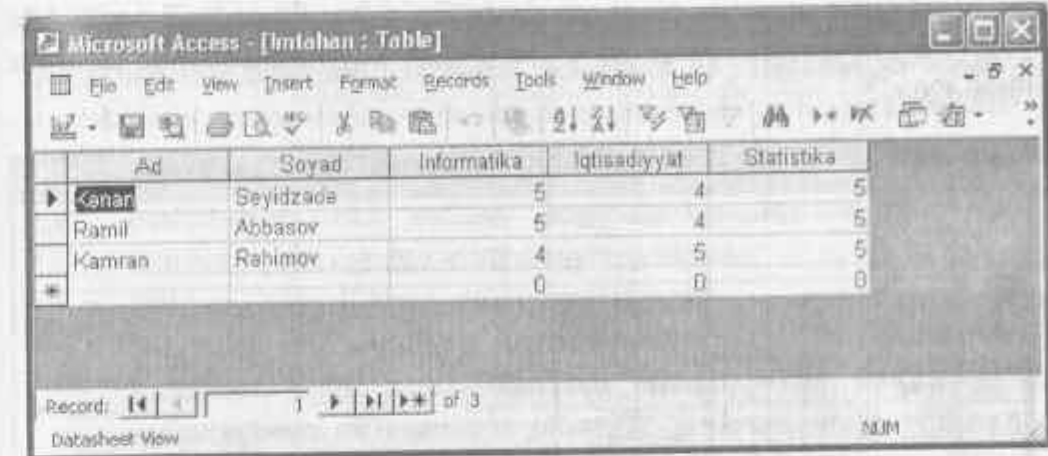 Microsoft Access - [Imtahan : Table]
File Edit View Insert Format Records Tools Window Help
Ad Soyad Informatika Iqtisadiyyat Statistika
Kanan Seyidzade 5 4 5
Ramil Abbasov 5 4 5
Kamran Rahimov 4 5 5
0 0 0
Record: 1 of 3
Datasheet View NUM